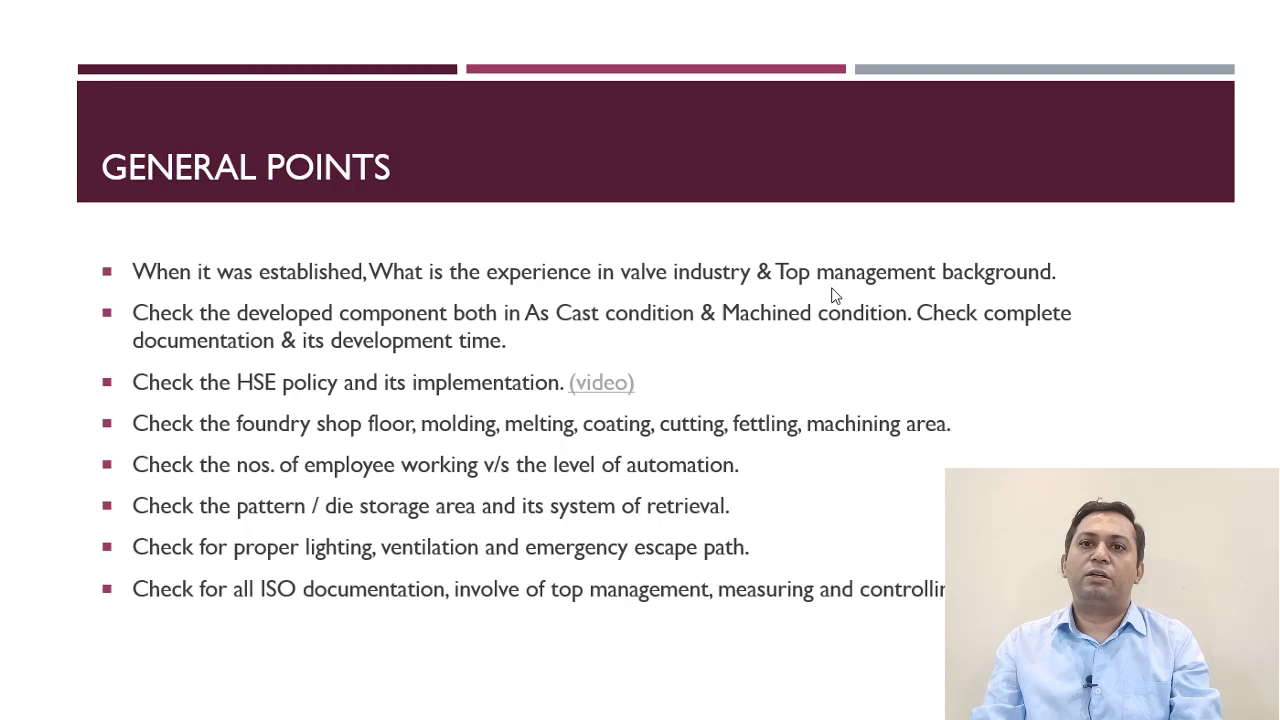 GENERAL POINTS
When it was established, What is the experience in valve industry & Top management background.
Check the developed component both in As Cast condition & Machined condition. Check complete
documentation & its development time.
Check the HSE policy and its implementation. (video)
Check the foundry shop floor, molding, melting, coating, cutting, fettling, machining area.
Check the nos. of employee working v/s the level of automation.
Check the pattern / die storage area and its system of retrieval.
Check for proper lighting, ventilation and emergency escape path.
Check for all ISO documentation, involve of top management, measuring and